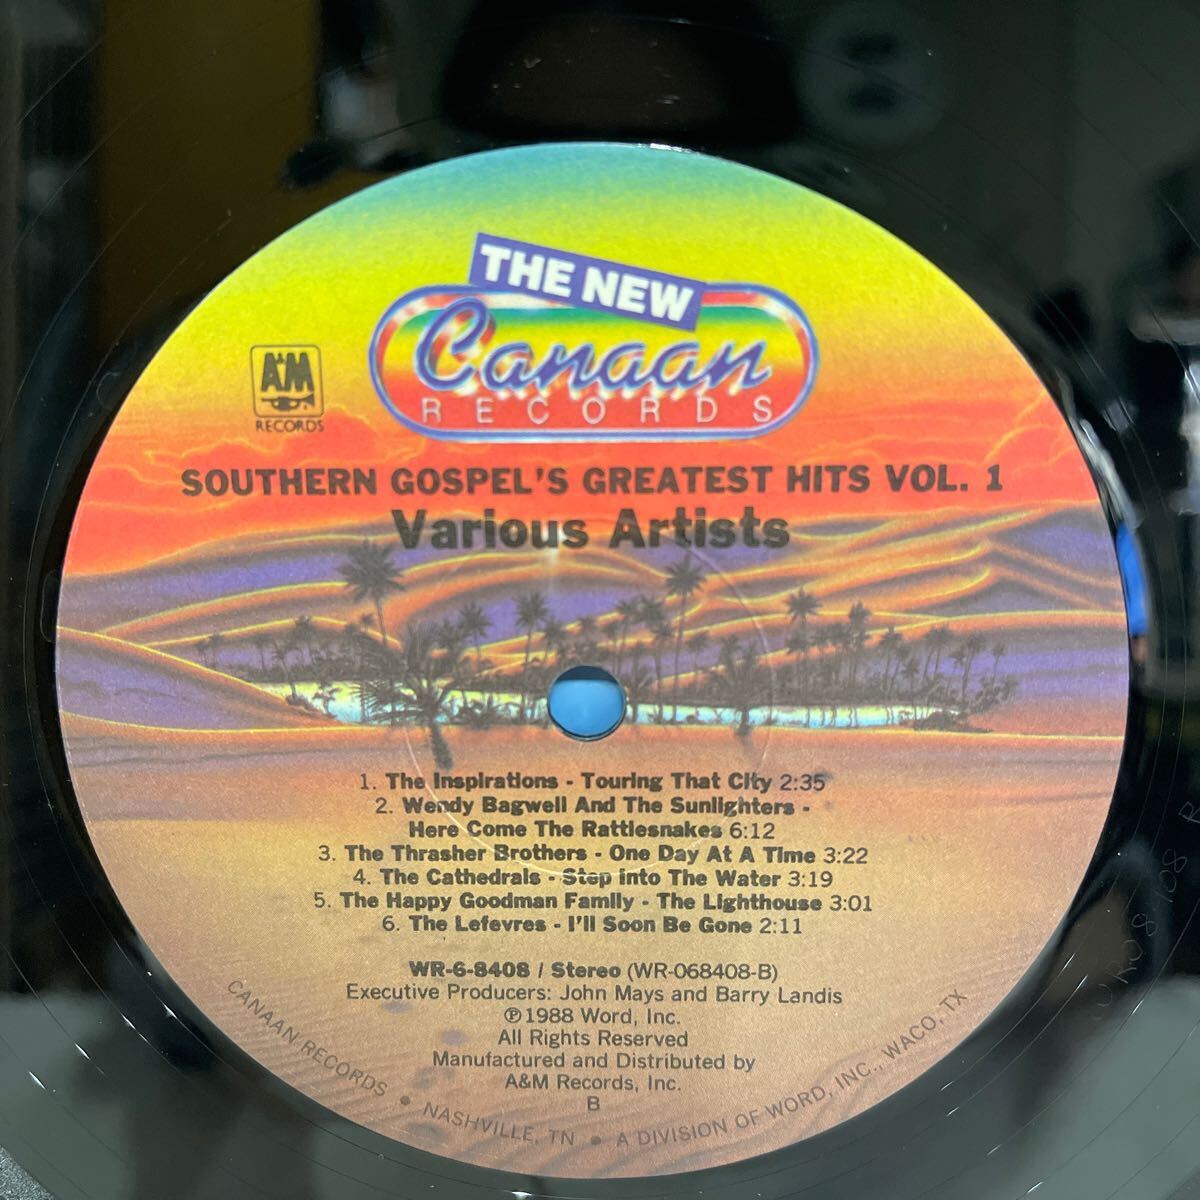 THE NEW
Canaan
RECORDS
A&M
RECORDS
SOUTHERN GOSPEL'S GREATEST HITS VOL. 1
Various Artists
1. The Inspirations - Touring That City 2:35
2. Wendy Bagwell And The Sunlighters -
Here Come The Rattlesnakes 6:12
3. The Thrasher Brothers - One Day At A Time 3:22
4. The Cathedrals - Step into The Water 3:19
5. The Happy Goodman Family - The Lighthouse 3:01
6. The Lefevres - I'll Soon Be Gone 2:11
WR-6-8408 / Stereo (WR-068408-B)
Executive Producers: John Mays and Barry Landis
℗1988 Word, Inc.
All Rights Reserved
Manufactured and Distributed by
A&M Records, Inc.
B
CANAAN RECORDS • NASHVILLE, TN • A DIVISION OF WORD, INC., WACO, TX